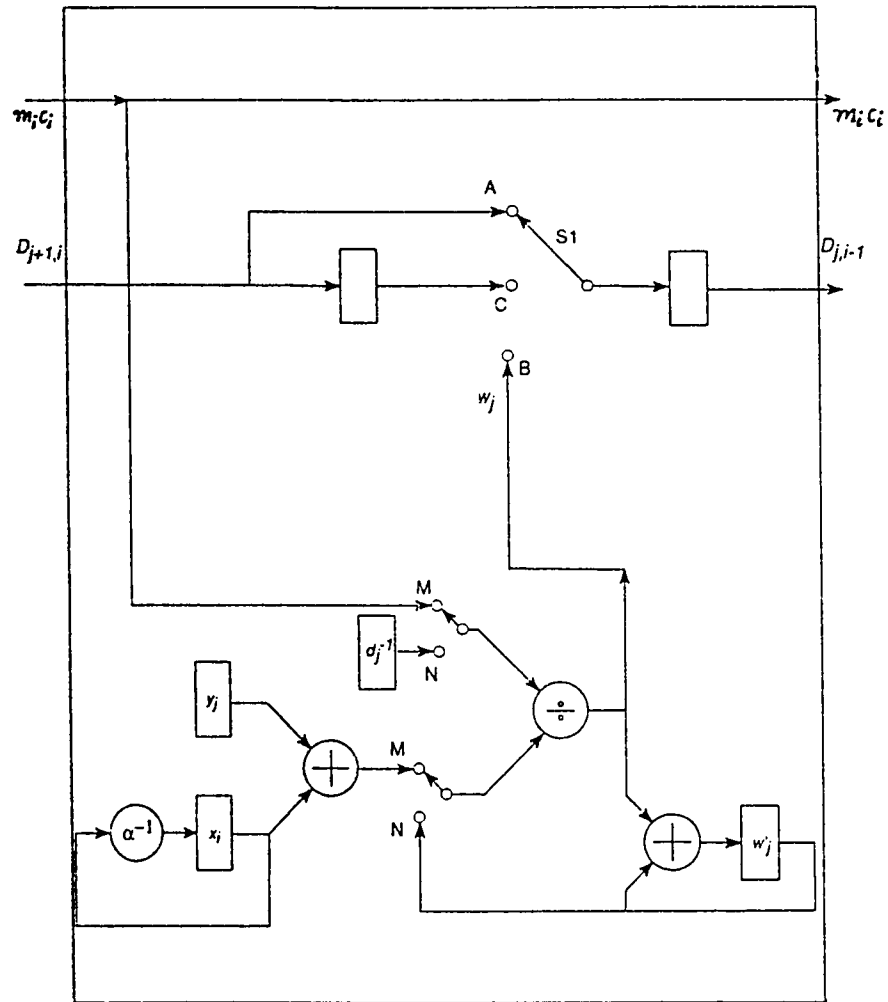 m_i c_i
m_i c_i
A
S1
D_{j+1,i}
D_{j,i-1}
C
B
w_j
M
d_j^{-1}
N
y_j
÷
M
+
N
α^{-1}
x_i
+
w'_j